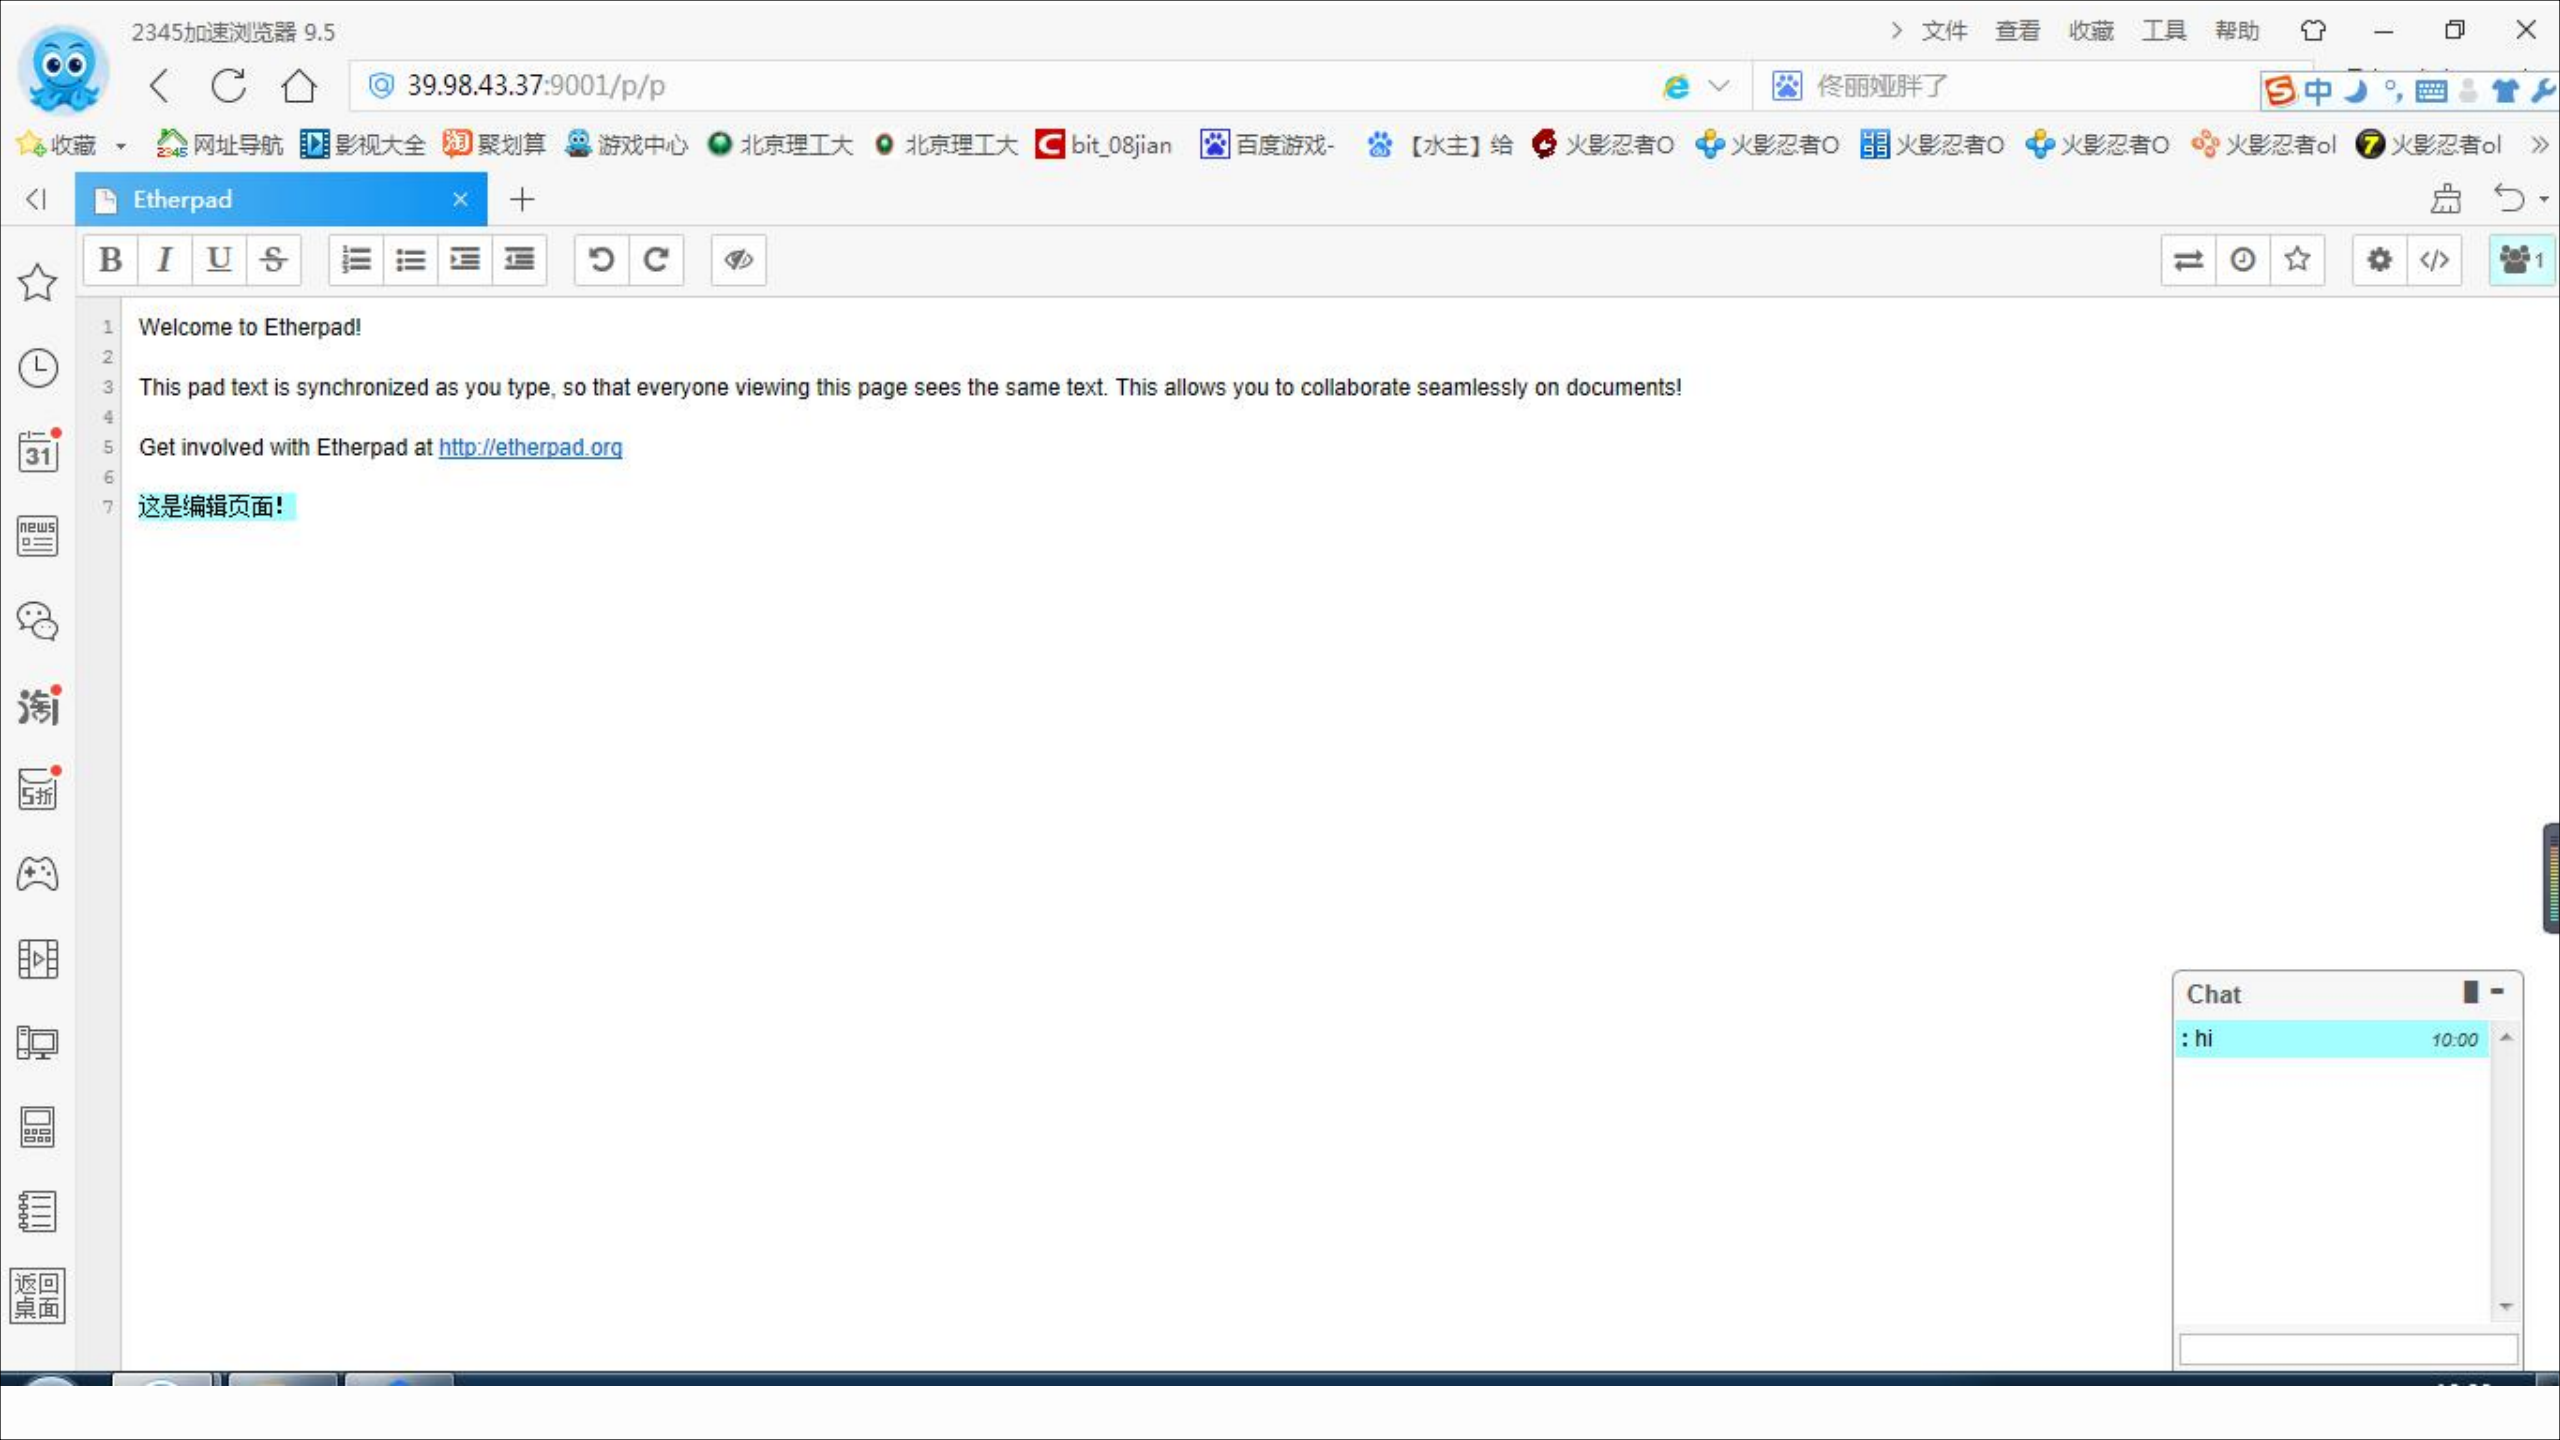 2345加速浏览器 9.5
文件 查看 收藏 工具 帮助
39.98.43.37:9001/p/p
佟丽娅胖了
中
收藏 网址导航 影视大全 聚划算 游戏中心 北京理工大 北京理工大 bit_08jian 百度游戏- 【水主】给 火影忍者O 火影忍者O 火影忍者O 火影忍者O 火影忍者ol 火影忍者ol
Etherpad
B I U S
1
1 Welcome to Etherpad!
2
3 This pad text is synchronized as you type, so that everyone viewing this page sees the same text. This allows you to collaborate seamlessly on documents!
4
5 Get involved with Etherpad at http://etherpad.org
6
7 这是编辑页面!
31
news
淘
5折
返回
桌面
Chat
: hi 10:00